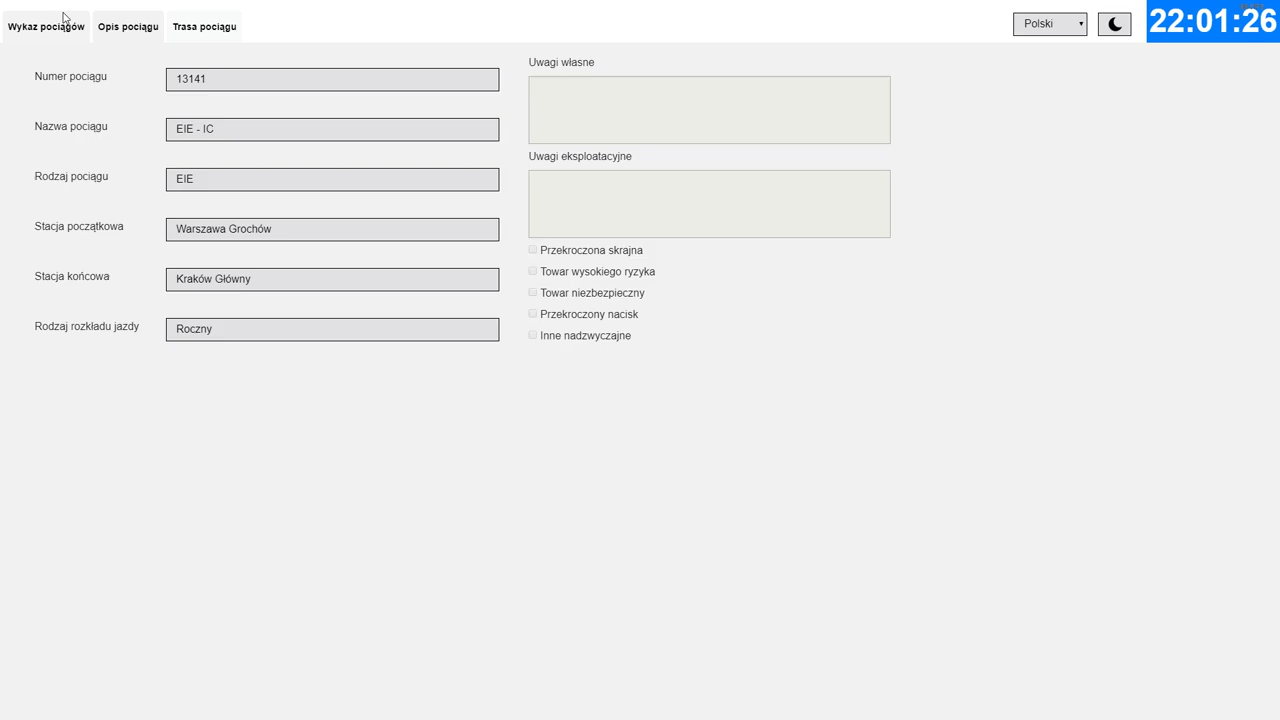 Wykaz pociągów Opis pociągu Trasa pociągu Polski 22:01:26
Numer pociągu 13141
Nazwa pociągu EIE - IC
Rodzaj pociągu EIE
Stacja początkowa Warszawa Grochów
Stacja końcowa Kraków Główny
Rodzaj rozkładu jazdy Roczny
Uwagi własne
Uwagi eksploatacyjne
Przekroczona skrajna
Towar wysokiego ryzyka
Towar niezbezpieczny
Przekroczony nacisk
Inne nadzwyczajne